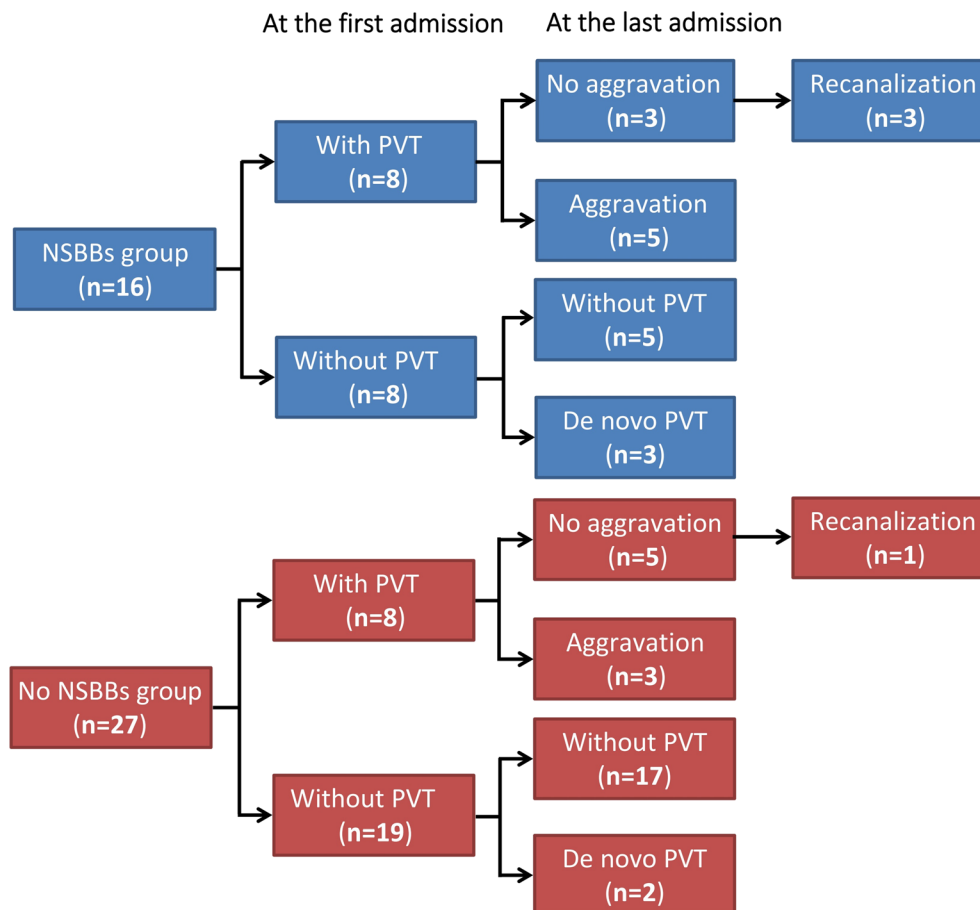 At the first admission
At the last admission
No aggravation
(n=3)
Recanalization
(n=3)
With PVT
(n=8)
Aggravation
(n=5)
NSBBs group
(n=16)
Without PVT
(n=5)
Without PVT
(n=8)
De novo PVT
(n=3)
No aggravation
(n=5)
Recanalization
(n=1)
With PVT
(n=8)
Aggravation
(n=3)
No NSBBs group
(n=27)
Without PVT
(n=17)
Without PVT
(n=19)
De novo PVT
(n=2)